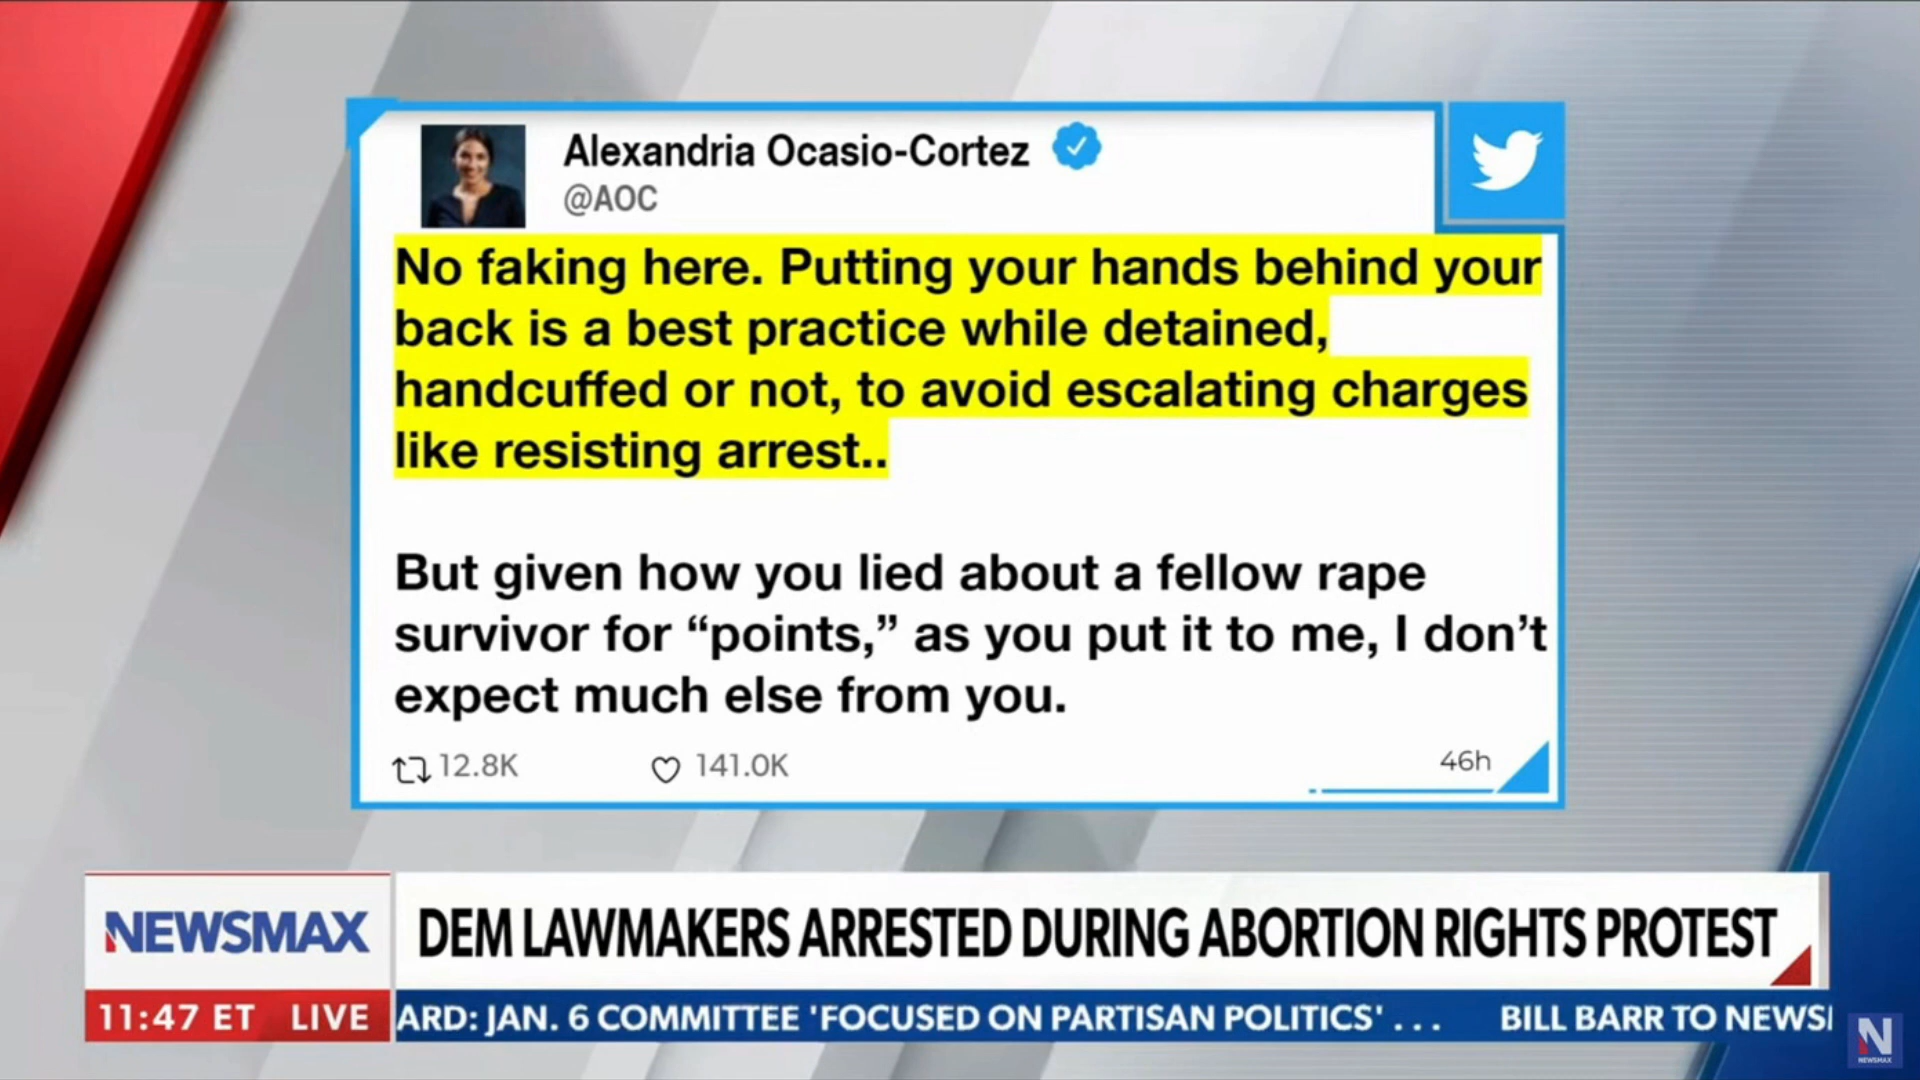 Alexandria Ocasio-Cortez
@AOC
No faking here. Putting your hands behind your
back is a best practice while detained,
handcuffed or not, to avoid escalating charges
like resisting arrest..
But given how you lied about a fellow rape
survivor for “points,” as you put it to me, I don’t
expect much else from you.
12.8K 141.0K 46h
NEWSMAX
DEM LAWMAKERS ARRESTED DURING ABORTION RIGHTS PROTEST
11:47 ET LIVE
ARD: JAN. 6 COMMITTEE 'FOCUSED ON PARTISAN POLITICS' . . . BILL BARR TO NEWS
N
NEWSMAX